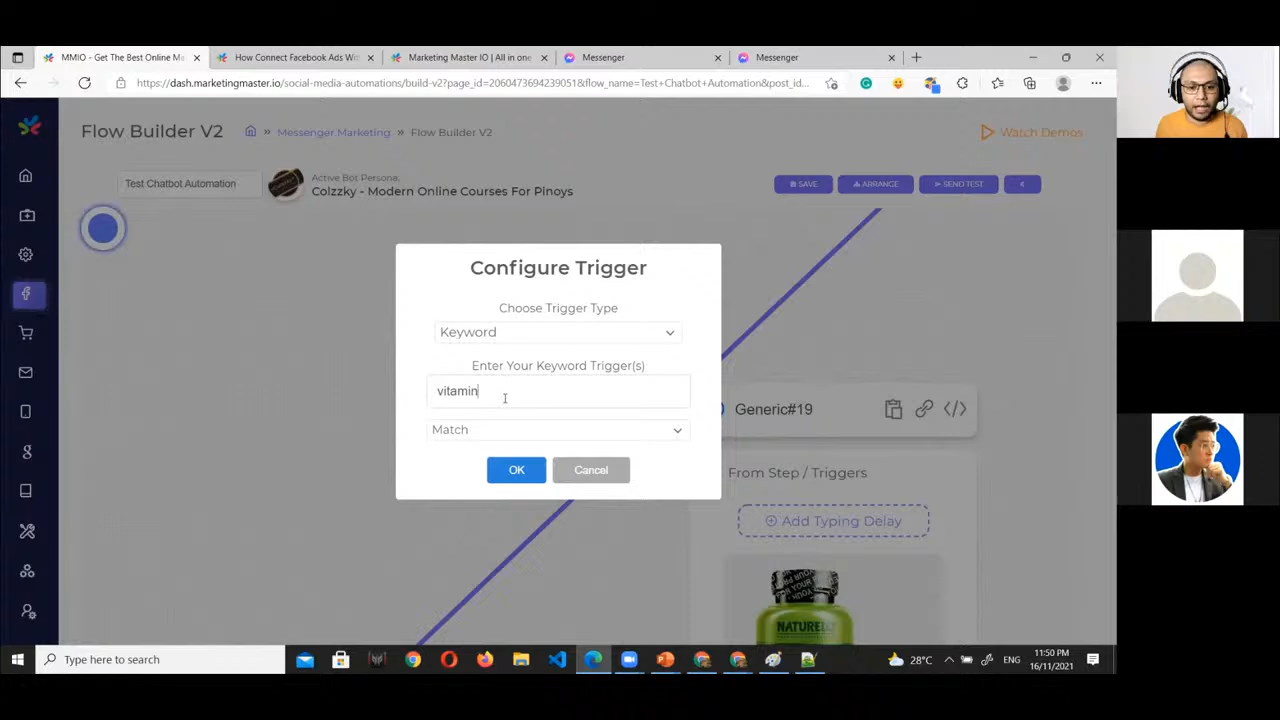 MMIO - Get The Best Online Ma
How Connect Facebook Ads Wit
Marketing Master IO | All in one
Messenger
Messenger
https://dash.marketingmaster.io/social-media-automations/build-v2?page_id=2060473694239051&flow_name=Test+Chatbot+Automation&post_id...
Flow Builder V2
» Messenger Marketing » Flow Builder V2
Watch Demos
Test Chatbot Automation
Active Bot Persona:
Colzzky - Modern Online Courses For Pinoys
SAVE
ARRANGE
SEND TEST
Configure Trigger
Choose Trigger Type
Keyword
Enter Your Keyword Trigger(s)
vitamin
Match
OK
Cancel
Generic#19
From Step / Triggers
Add Typing Delay
NATURELO
Type here to search
28°C
ENG
11:50 PM
16/11/2021